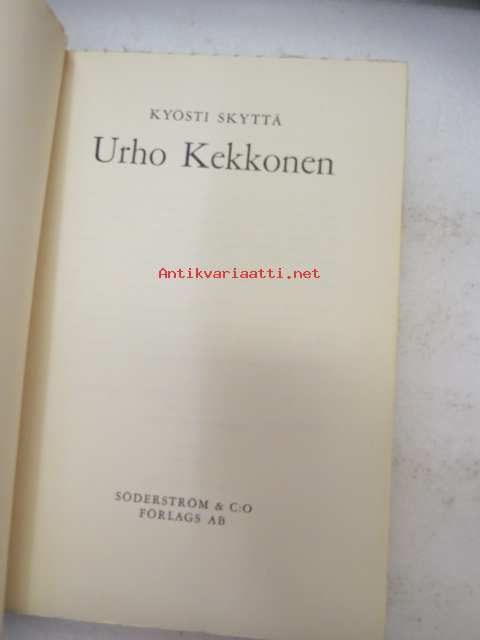 KYÖSTI SKYTTÄ
Urho Kekkonen
Antikvariaatti.net
SÖDERSTRÖM & C:O
FÖRLAGS AB